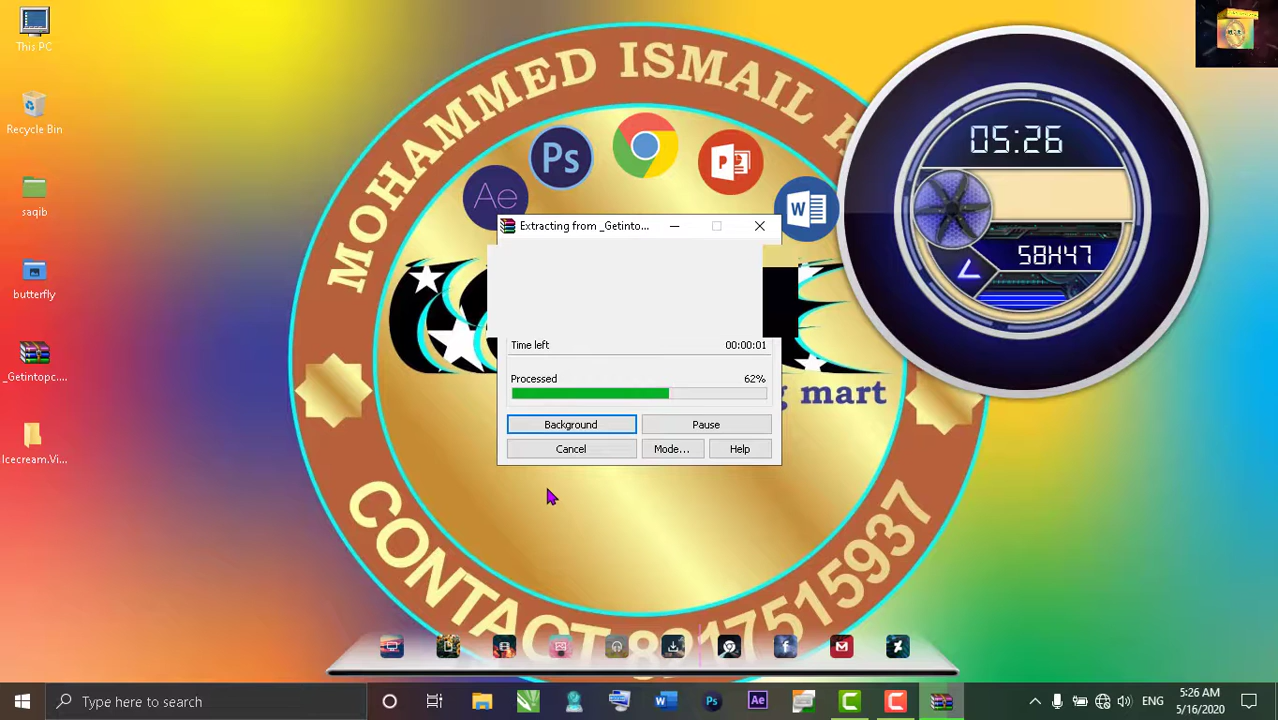 This PC
Recycle Bin
saqib
butterfly
_Getintopc....
Icecream.Vi...
MOHAMMED ISMAIL
CONTACT
Ae
Ps
P
W
mart
05:26
58H47
Extracting from _Getinto...
Time left 00:00:01
Processed 62%
Background
Pause
Cancel
Mode...
Help
f
Type here to search
W
Ps
Ae
ENG
5:26 AM
5/16/2020